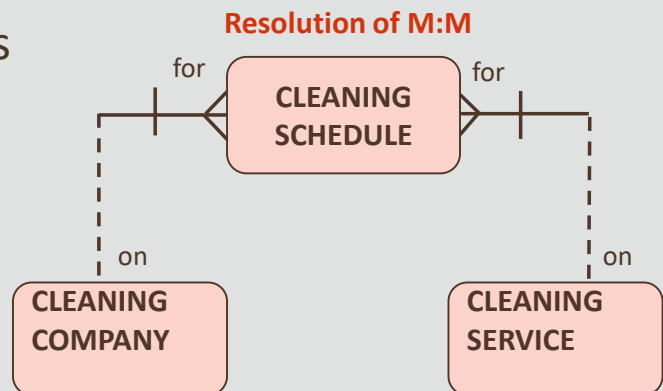 Resolution of M:M
s
for
for
CLEANING
SCHEDULE
on
on
CLEANING
COMPANY
CLEANING
SERVICE